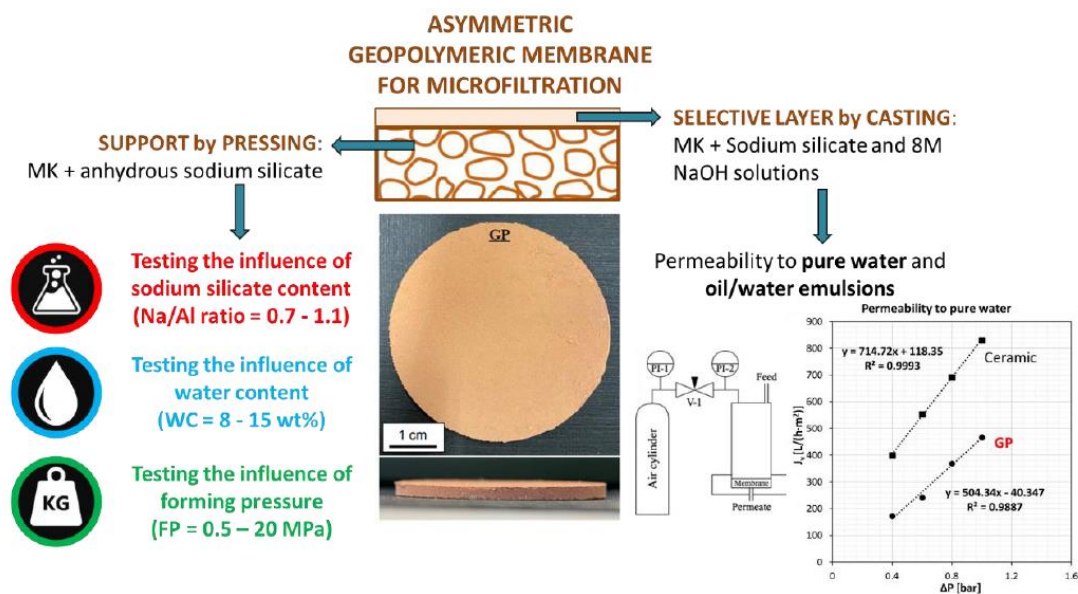 ASYMMETRIC
GEOPOLYMERIC MEMBRANE
FOR MICROFILTRATION
SUPPORT by PRESSING:
MK + anhydrous sodium silicate
SELECTIVE LAYER by CASTING:
MK + Sodium silicate and 8M
NaOH solutions
Testing the influence of
sodium silicate content
(Na/Al ratio = 0.7 - 1.1)
Testing the influence of
water content
(WC = 8 - 15 wt%)
KG
Testing the influence of
forming pressure
(FP = 0.5 – 20 MPa)
GP
1 cm
Permeability to pure water and
oil/water emulsions
PI-1
PI-2
V-1
Feed
Air cylinder
Membrane
Permeate
Permeability to pure water
900
800
700
600
500
400
300
200
100
0
y = 714.72x + 118.35
R² = 0.9993
Ceramic
GP
y = 504.34x - 40.347
R² = 0.9887
0
0.4
0.8
1.2
1.6
ΔP [bar]